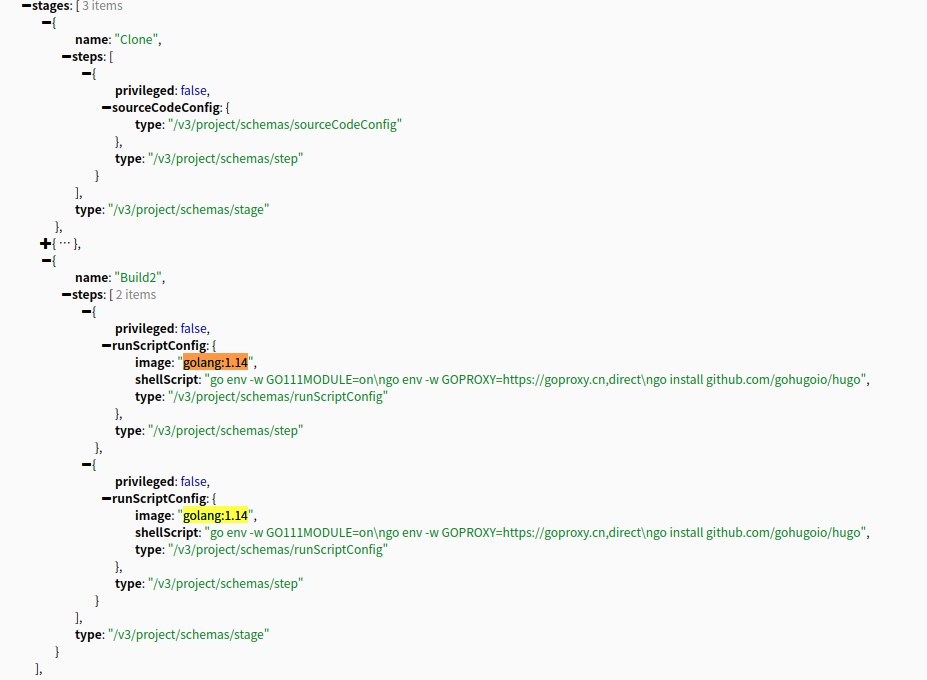 stages: [ 3 items
{
name: "Clone",
steps: [
{
privileged: false,
sourceCodeConfig: {
type: "/v3/project/schemas/sourceCodeConfig"
},
type: "/v3/project/schemas/step"
}
],
type: "/v3/project/schemas/stage"
},
{ ··· },
{
name: "Build2",
steps: [ 2 items
{
privileged: false,
runScriptConfig: {
image: "golang:1.14",
shellScript: "go env -w GO111MODULE=on\ngo env -w GOPROXY=https://goproxy.cn,direct\ngo install github.com/gohugoio/hugo",
type: "/v3/project/schemas/runScriptConfig"
},
type: "/v3/project/schemas/step"
},
{
privileged: false,
runScriptConfig: {
image: "golang:1.14",
shellScript: "go env -w GO111MODULE=on\ngo env -w GOPROXY=https://goproxy.cn,direct\ngo install github.com/gohugoio/hugo",
type: "/v3/project/schemas/runScriptConfig"
},
type: "/v3/project/schemas/step"
}
],
type: "/v3/project/schemas/stage"
}
],